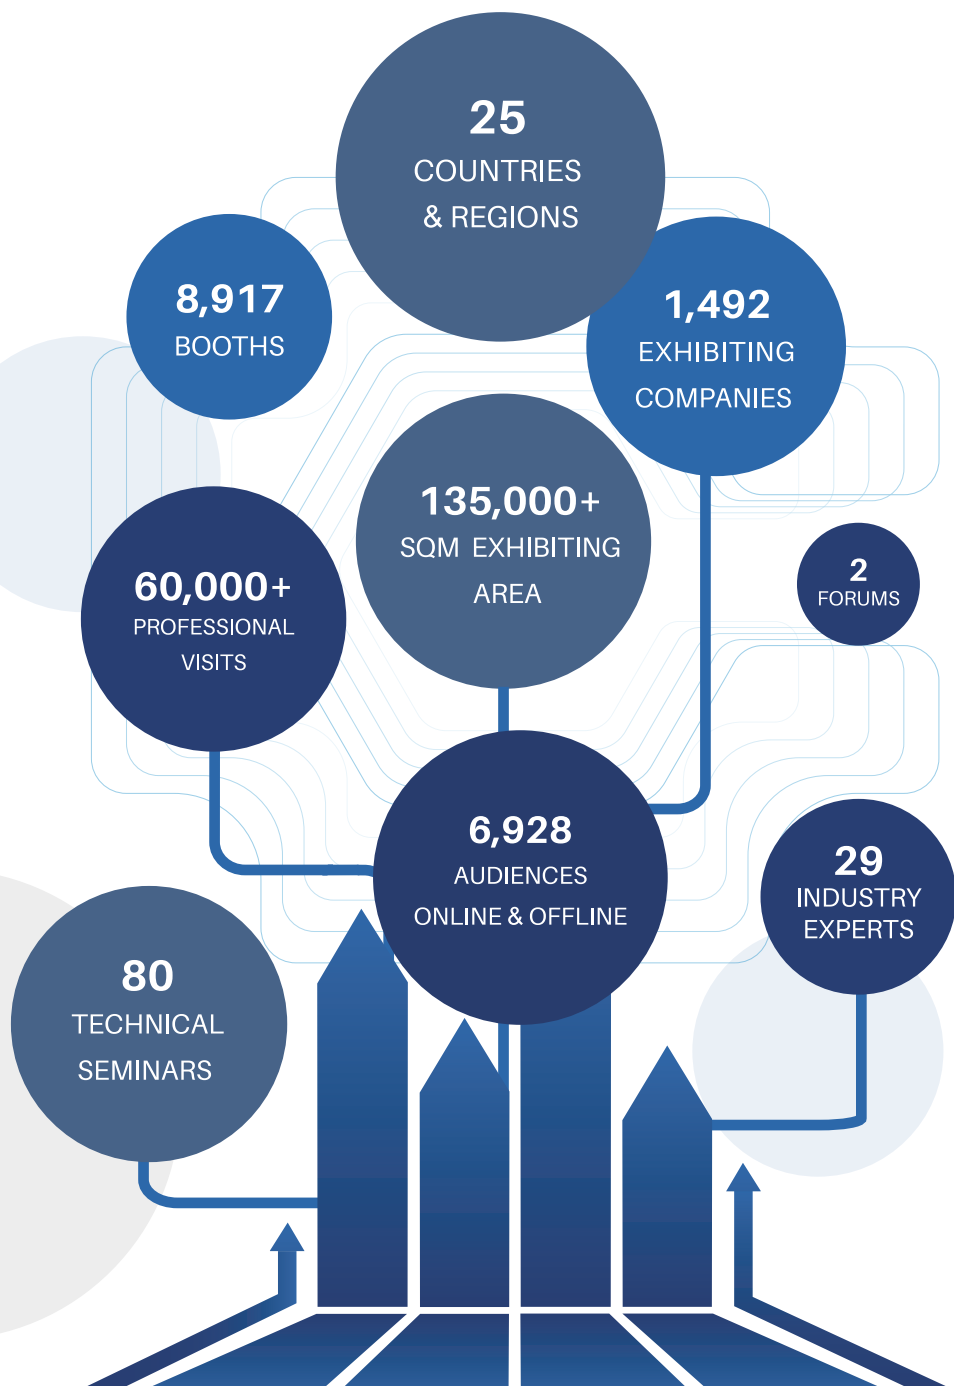 25
COUNTRIES
& REGIONS
8,917
BOOTHS
1,492
EXHIBITING
COMPANIES
135,000+
SQM EXHIBITING
AREA
60,000+
PROFESSIONAL
VISITS
2
FORUMS
6,928
AUDIENCES
ONLINE & OFFLINE
29
INDUSTRY
EXPERTS
80
TECHNICAL
SEMINARS